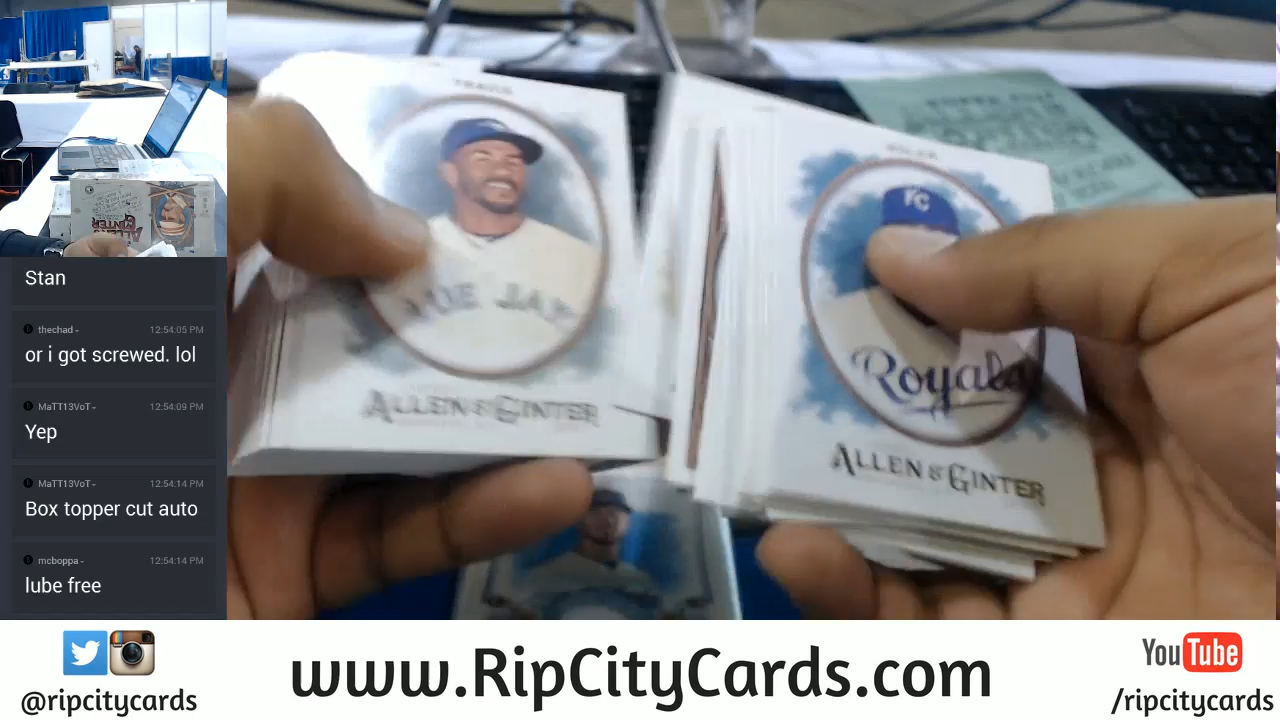 Stan
thechad - 12:54:05 PM
or i got screwed. lol
MaTT13VoT - 12:54:09 PM
Yep
MaTT13VoT - 12:54:14 PM
Box topper cut auto
mcboppa - 12:54:14 PM
lube free
TRAVIS
ALLEN & GINTER
KC
Royals
ALLEN & GINTER
@ripcitycards
www.RipCityCards.com
YouTube
/ripcitycards